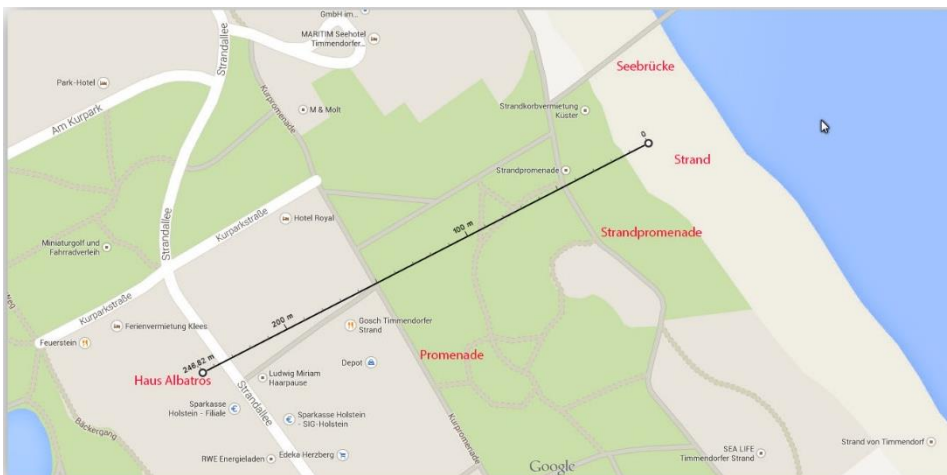 GmbH im...
MARITIM Seehotel
Timmendorfer...
Strandallee
Seebrücke
Park-Hotel
Kurpromenade
M & Molt
Strandkorbvermietung
Küster
Am Kurpark
0
Strand
Strandpromenade
Hotel Royal
Kurparkstraße
100 m
Strandpromenade
Strandallee
Miniaturgolf und
Fahrradverleih
Kurparkstraße
200 m
Ferienvermietung Klees
Gosch Timmendorfer
Strand
Feuerstein
246,82 m
Depot
Promenade
Haus Albatros
Ludwig Miriam
Haarpause
Strandallee
Sparkasse
Holstein - Filiale
Sparkasse Holstein
- SIG-Holstein
Kurpromenade
Bäckergang
RWE Energieladen
Edeka Herzberg
Google
SEA LIFE
Timmendorfer Strand
Strand von Timmendorf